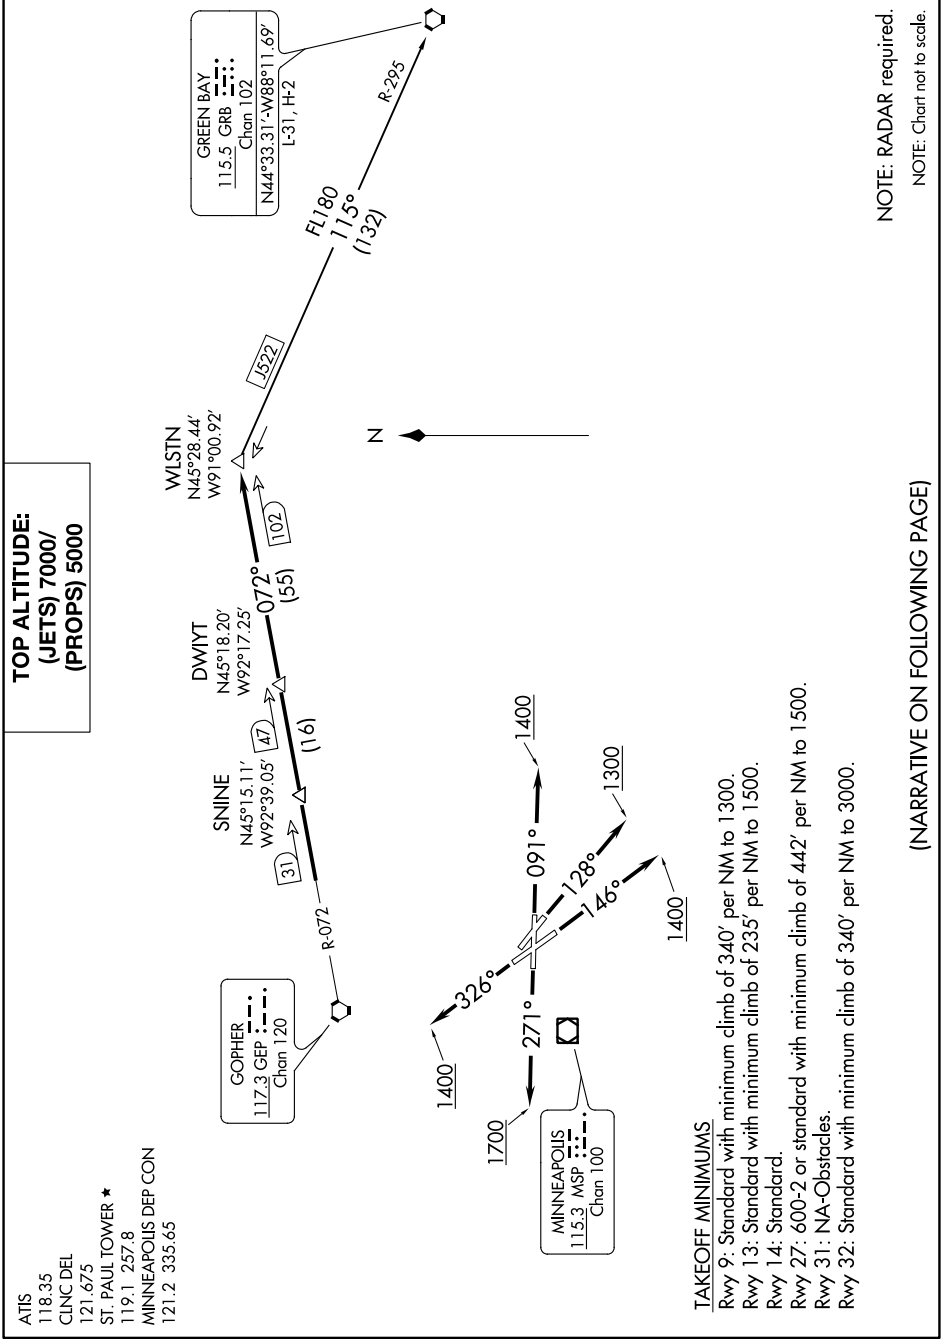 TOP ALTITUDE:
(JETS) 7000/
(PROPS) 5000
ATIS
118.35
CLNC DEL
121.675
ST. PAUL TOWER ★
119.1 257.8
MINNEAPOLIS DEP CON
121.2 335.65
GREEN BAY
115.5 GRB
Chan 102
N44°33.31'-W88°11.69'
L-31, H-2
R-295
FL180
115°
(132)
J522
WLSTN
N45°28.44'
W91°00.92'
102
072°
(55)
DWIYT
N45°18.20'
W92°17.25'
47
(16)
SNINE
N45°15.11'
W92°39.05'
31
R-072
GOPHER
117.3 GEP
Chan 120
N
326°
1400
271°
1700
091°
1400
128°
1300
146°
1400
MINNEAPOLIS
115.3 MSP
Chan 100
TAKEOFF MINIMUMS
Rwy 9: Standard with minimum climb of 340' per NM to 1300.
Rwy 13: Standard with minimum climb of 235' per NM to 1500.
Rwy 14: Standard.
Rwy 27: 600-2 or standard with minimum climb of 442' per NM to 1500.
Rwy 31: NA-Obstacles.
Rwy 32: Standard with minimum climb of 340' per NM to 3000.
NOTE: RADAR required.
NOTE: Chart not to scale.
(NARRATIVE ON FOLLOWING PAGE)